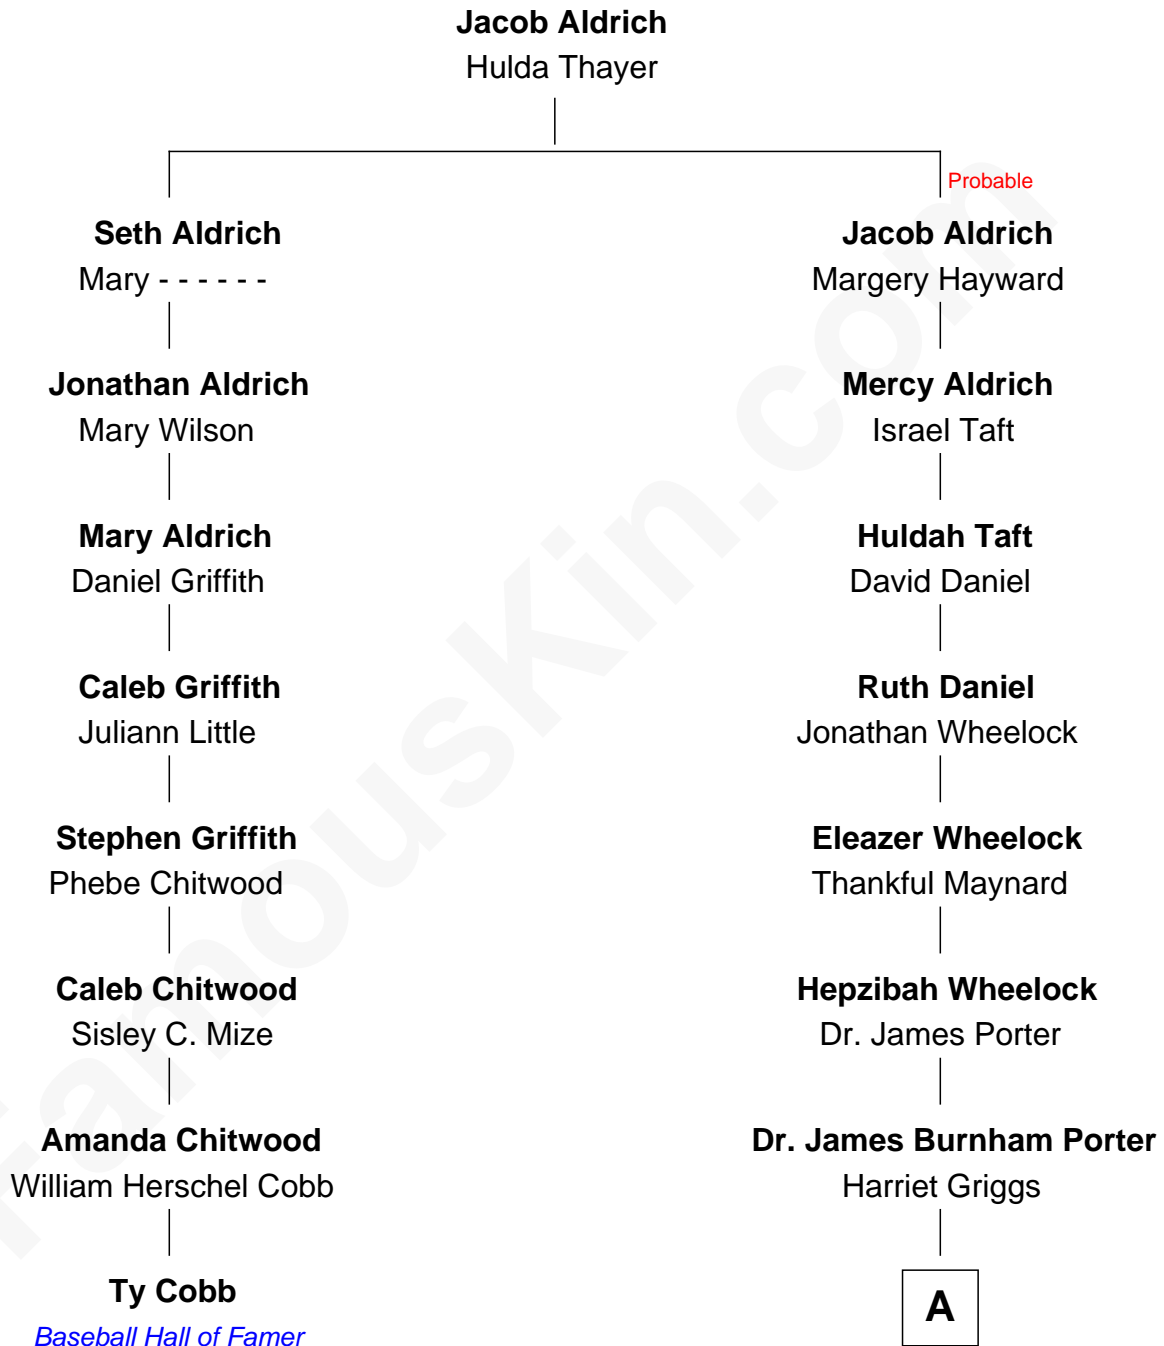 Jacob Aldrich
Hulda Thayer
Probable
Seth Aldrich
Mary - - - - - -
Jacob Aldrich
Margery Hayward
Jonathan Aldrich
Mary Wilson
Mercy Aldrich
Israel Taft
Mary Aldrich
Daniel Griffith
Huldah Taft
David Daniel
Caleb Griffith
Juliann Little
Ruth Daniel
Jonathan Wheelock
Stephen Griffith
Phebe Chitwood
Eleazer Wheelock
Thankful Maynard
Caleb Chitwood
Sisley C. Mize
Hepzibah Wheelock
Dr. James Porter
Amanda Chitwood
William Herschel Cobb
Dr. James Burnham Porter
Harriet Griggs
Ty Cobb
Baseball Hall of Famer
A
FamousKin.com